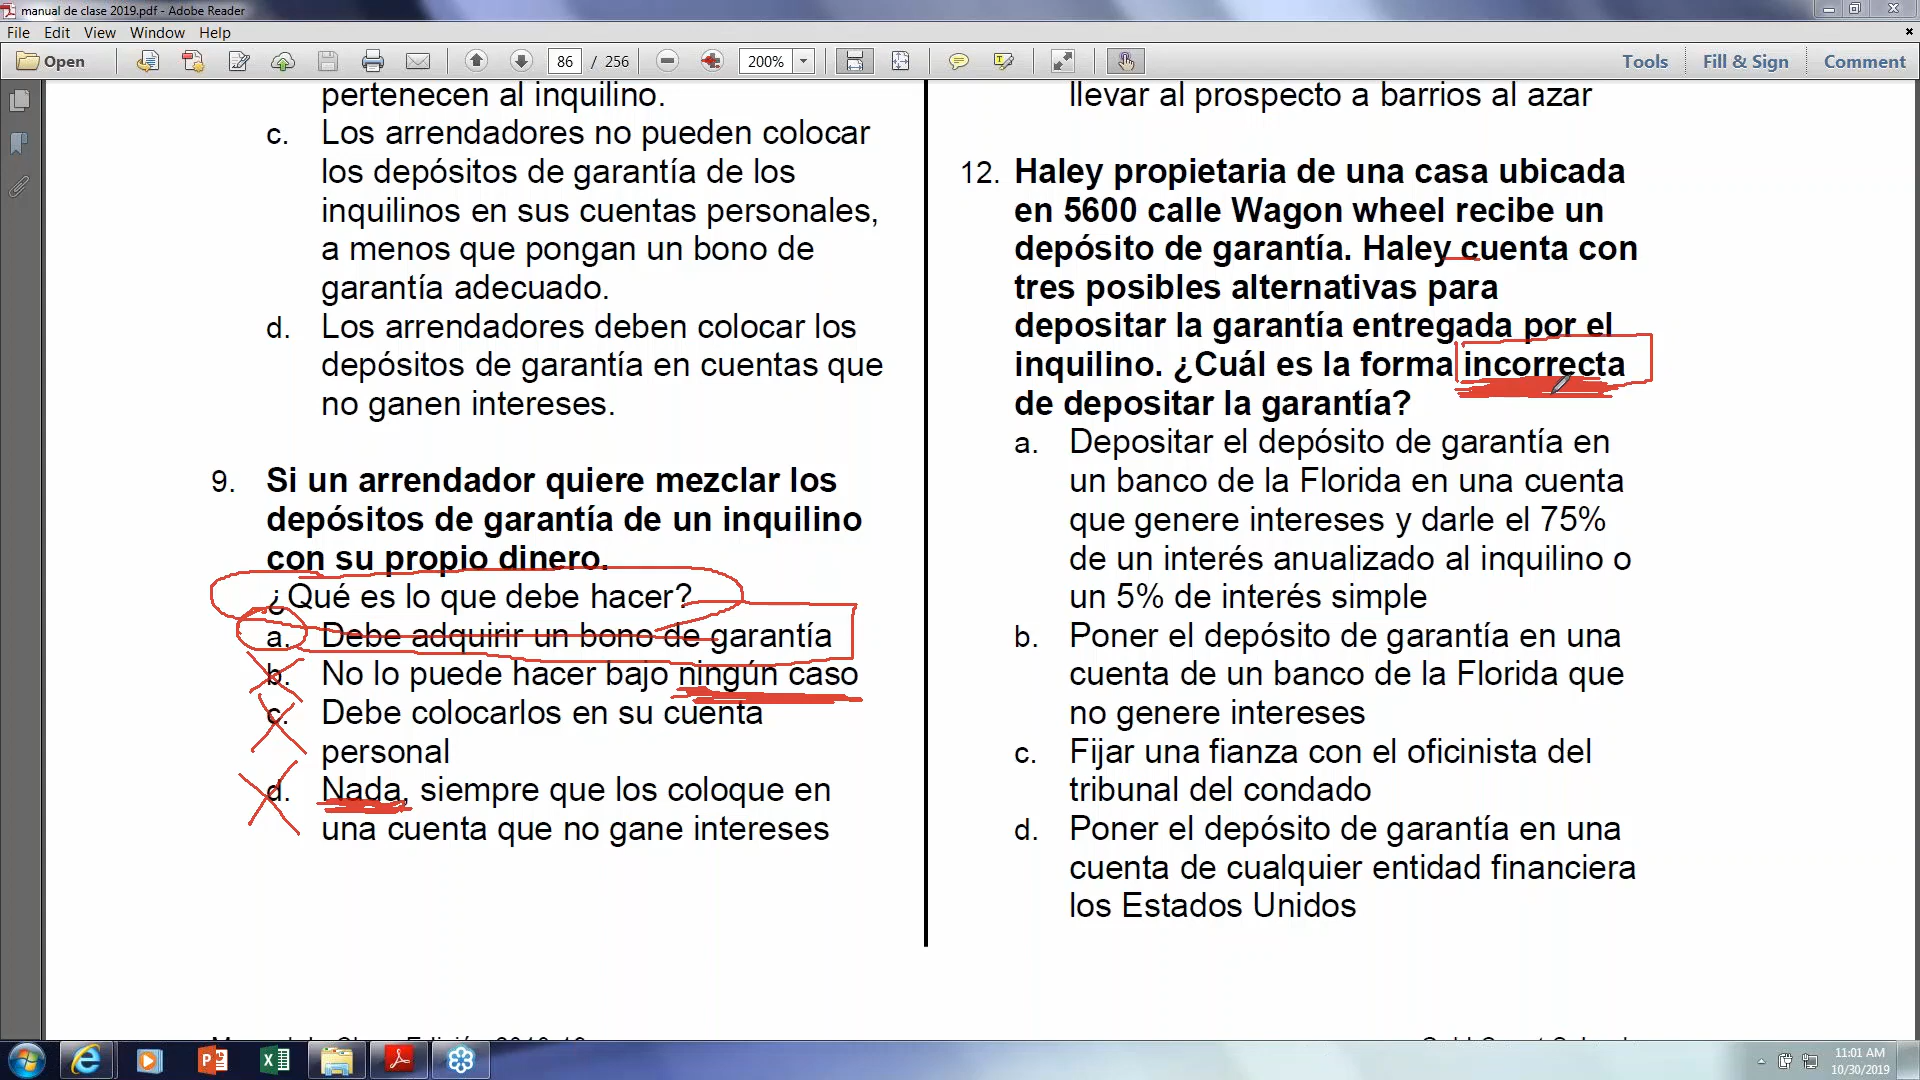 manual de clase 2019.pdf - Adobe Reader
File Edit View Window Help
Open 86 / 256 200% Tools Fill & Sign Comment
pertenecen al inquilino.
c. Los arrendadores no pueden colocar
los depósitos de garantía de los
inquilinos en sus cuentas personales,
a menos que pongan un bono de
garantía adecuado.
d. Los arrendadores deben colocar los
depósitos de garantía en cuentas que
no ganen intereses.
9. Si un arrendador quiere mezclar los
depósitos de garantía de un inquilino
con su propio dinero.
¿Qué es lo que debe hacer?
a. Debe adquirir un bono de garantía
b. No lo puede hacer bajo ningún caso
c. Debe colocarlos en su cuenta
personal
d. Nada, siempre que los coloque en
una cuenta que no gane intereses
llevar al prospecto a barrios al azar
12. Haley propietaria de una casa ubicada
en 5600 calle Wagon wheel recibe un
depósito de garantía. Haley cuenta con
tres posibles alternativas para
depositar la garantía entregada por el
inquilino. ¿Cuál es la forma incorrecta
de depositar la garantía?
a. Depositar el depósito de garantía en
un banco de la Florida en una cuenta
que genere intereses y darle el 75%
de un interés anualizado al inquilino o
un 5% de interés simple
b. Poner el depósito de garantía en una
cuenta de un banco de la Florida que
no genere intereses
c. Fijar una fianza con el oficinista del
tribunal del condado
d. Poner el depósito de garantía en una
cuenta de cualquier entidad financiera
los Estados Unidos
11:01 AM
10/30/2019